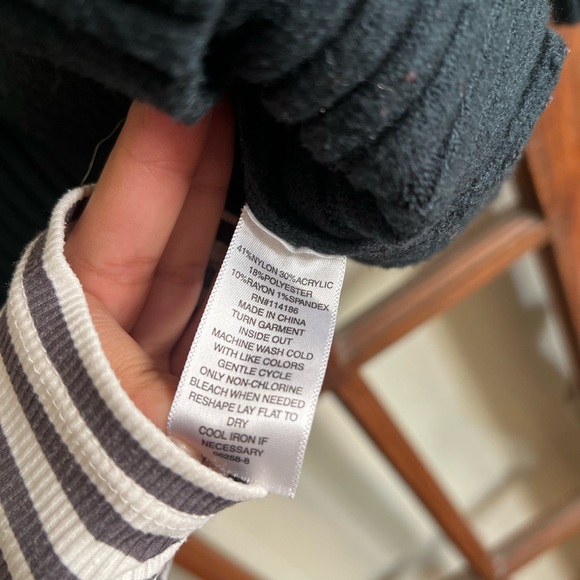 41%NYLON 30%ACRYLIC
18%POLYESTER
10%RAYON 1%SPANDEX
RN#114186
MADE IN CHINA
TURN GARMENT
INSIDE OUT
MACHINE WASH COLD
WITH LIKE COLORS
GENTLE CYCLE
ONLY NON-CHLORINE
BLEACH WHEN NEEDED
RESHAPE LAY FLAT TO
DRY
COOL IRON IF
NECESSARY
66258-8